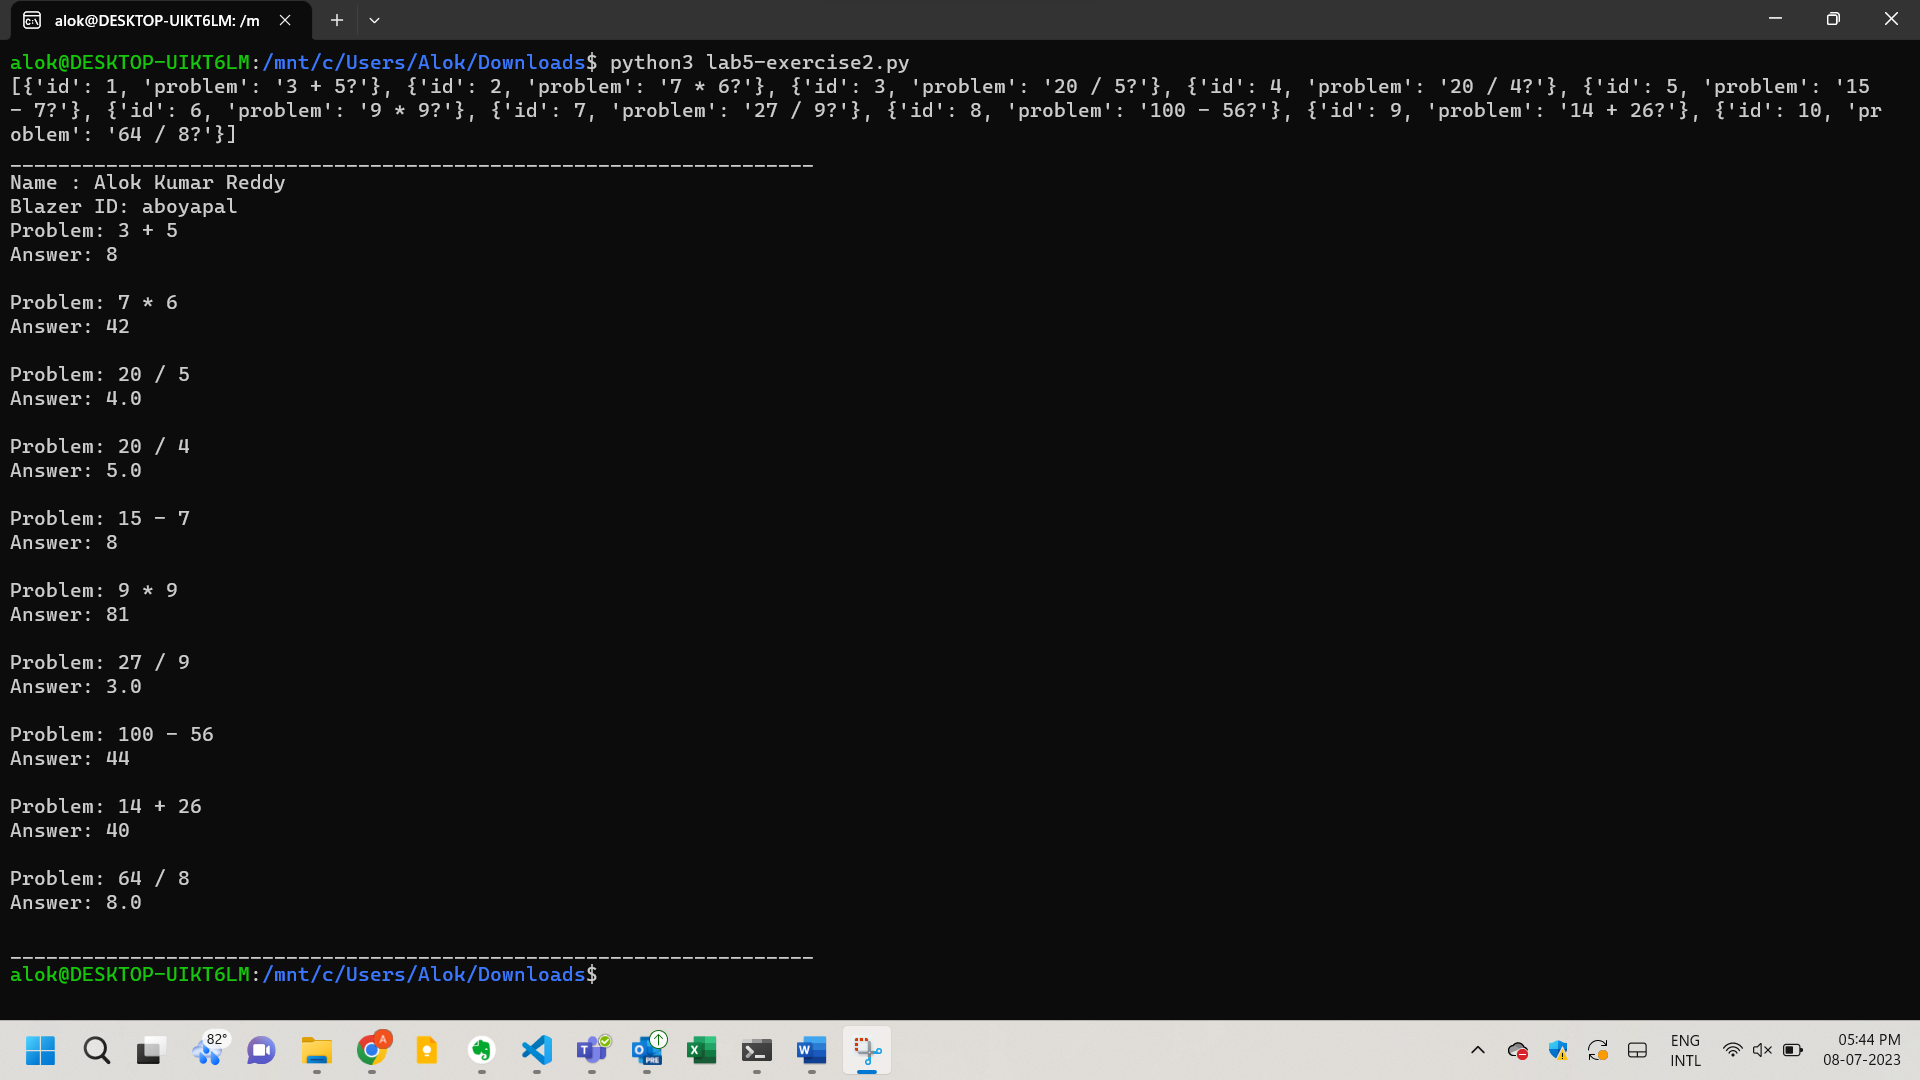 alok@DESKTOP-UIKT6LM: /m
alok@DESKTOP-UIKT6LM:/mnt/c/Users/Alok/Downloads$ python3 lab5-exercise2.py
[{'id': 1, 'problem': '3 + 5?'}, {'id': 2, 'problem': '7 * 6?'}, {'id': 3, 'problem': '20 / 5?'}, {'id': 4, 'problem': '20 / 4?'}, {'id': 5, 'problem': '15
- 7?'}, {'id': 6, 'problem': '9 * 9?'}, {'id': 7, 'problem': '27 / 9?'}, {'id': 8, 'problem': '100 - 56?'}, {'id': 9, 'problem': '14 + 26?'}, {'id': 10, 'pr
oblem': '64 / 8?'}]
___________________________________________________________________
Name : Alok Kumar Reddy
Blazer ID: aboyapal
Problem: 3 + 5
Answer: 8
Problem: 7 * 6
Answer: 42
Problem: 20 / 5
Answer: 4.0
Problem: 20 / 4
Answer: 5.0
Problem: 15 - 7
Answer: 8
Problem: 9 * 9
Answer: 81
Problem: 27 / 9
Answer: 3.0
Problem: 100 - 56
Answer: 44
Problem: 14 + 26
Answer: 40
Problem: 64 / 8
Answer: 8.0
___________________________________________________________________
alok@DESKTOP-UIKT6LM:/mnt/c/Users/Alok/Downloads$
82°
A
T
O
PRE
X
W
ENG
INTL
05:44 PM
08-07-2023